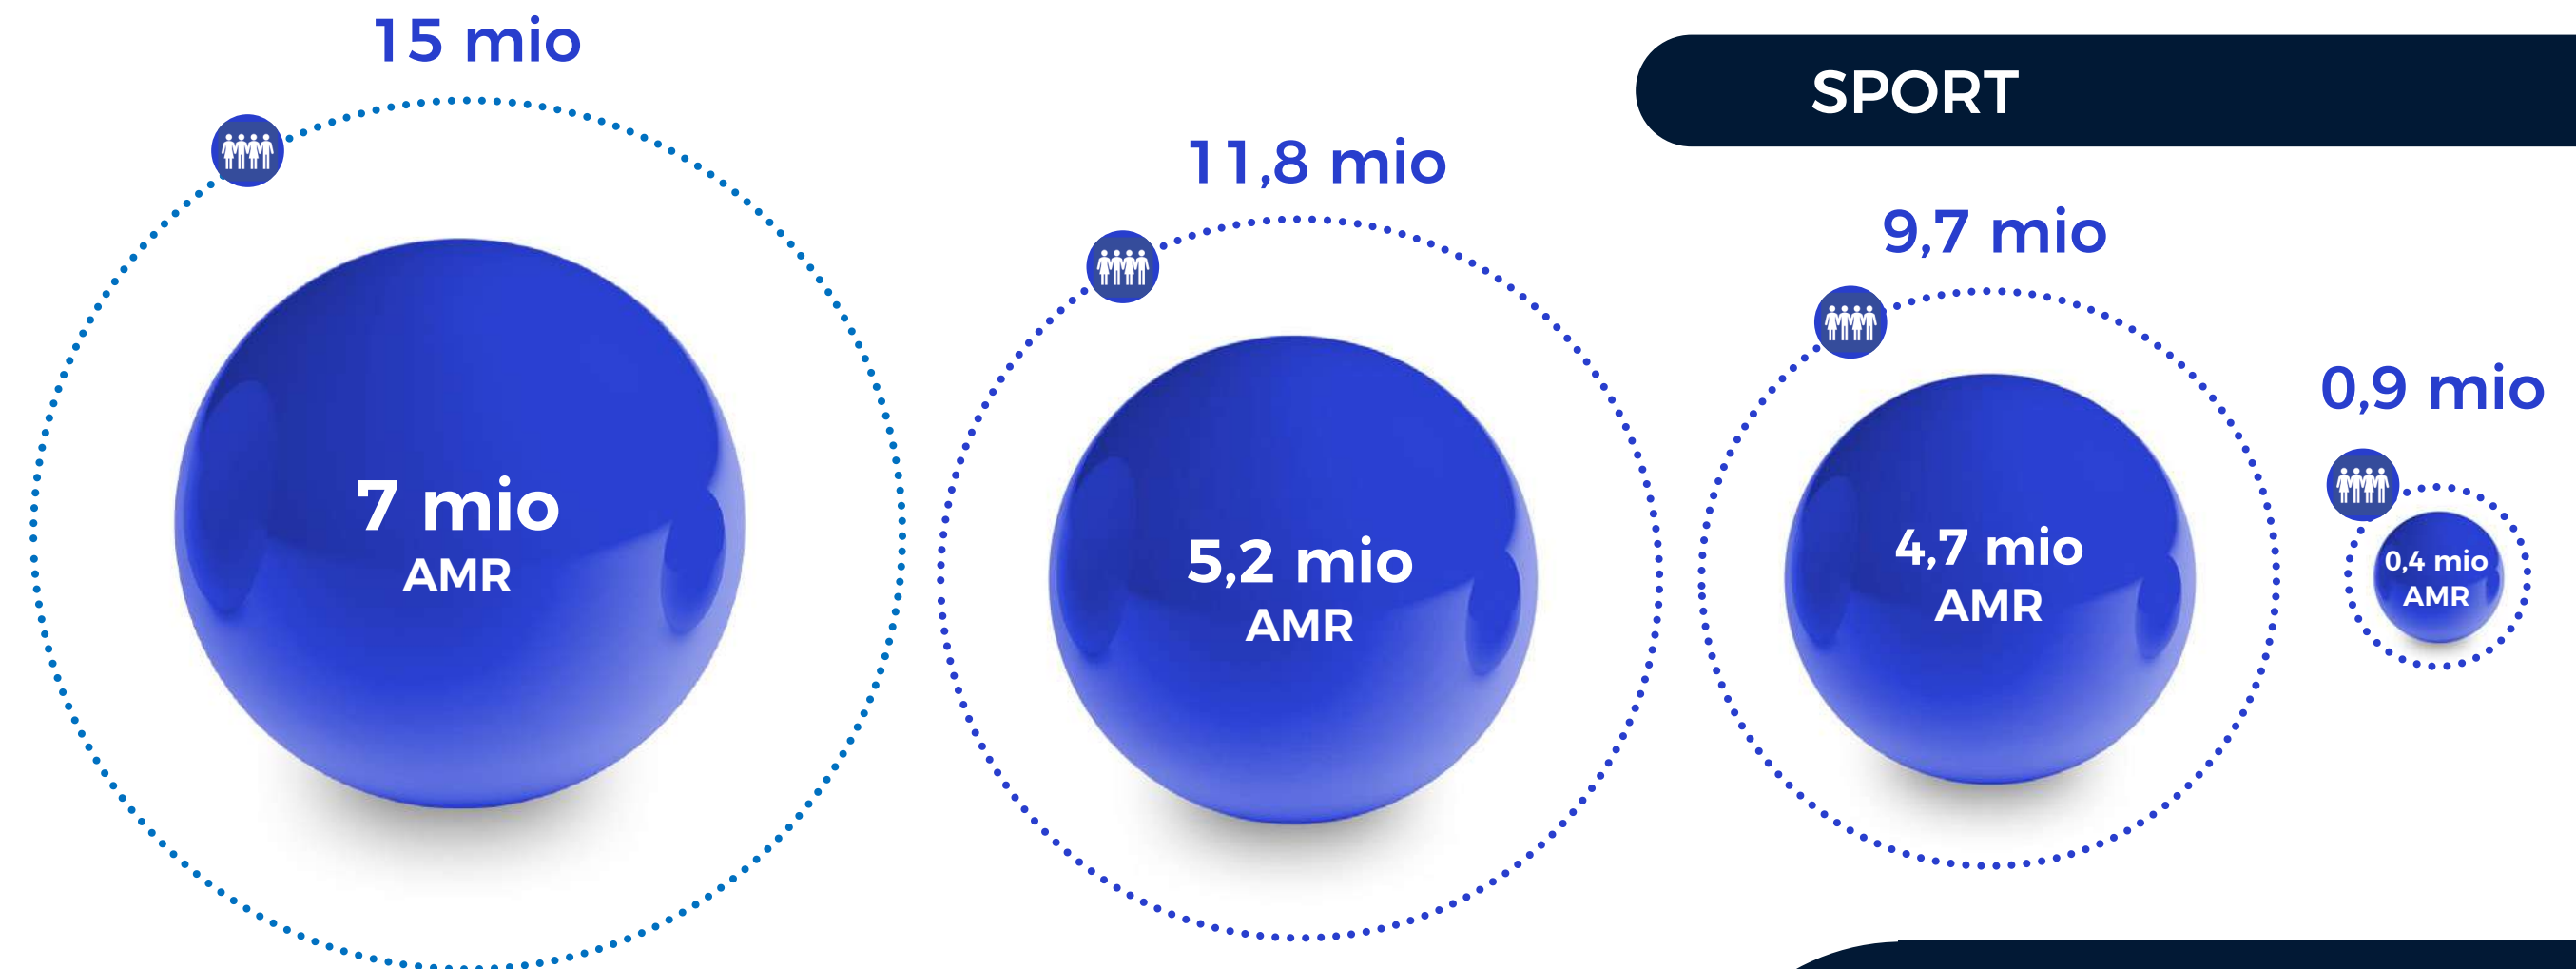 15 mio
SPORT
11,8 mio
9,7 mio
0,9 mio
7 mio
AMR
5,2 mio
AMR
4,7 mio
AMR
0,4 mio
AMR